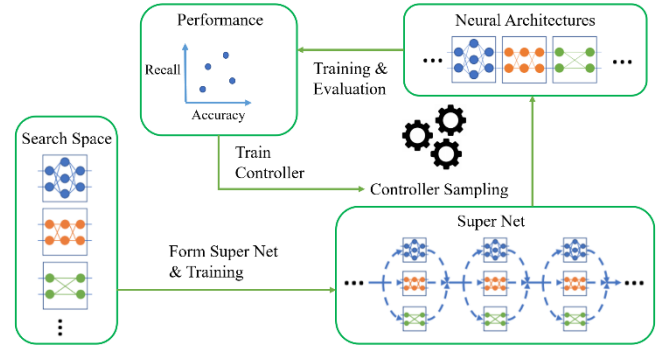 Performance
Recall
Accuracy
Neural Architectures
Training &
Evaluation
Search Space
Train
Controller
Controller Sampling
Form Super Net
& Training
Super Net